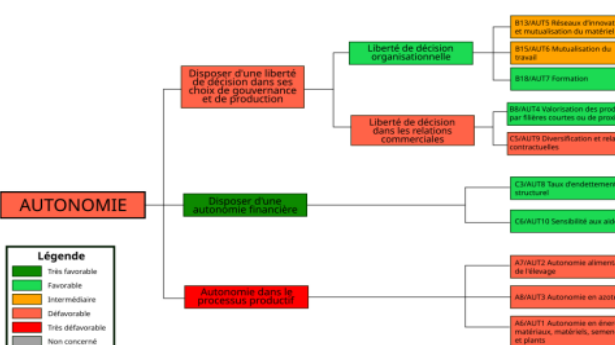 B13/AUT5 Réseaux d'innovat
et mutualisation du matériel
Liberté de décision
organisationnelle
B15/AUT6 Mutualisation du
travail
Disposer d'une liberté
de décision dans ses
choix de gouvernance
et de production
B18/AUT7 Formation
B8/AUT4 Valorisation des prod
par filières courtes ou de prox
Liberté de décision
dans les relations
commerciales
C5/AUT9 Diversification et rela
contractuelles
AUTONOMIE
Disposer d'une
autonomie financière
C3/AUT8 Taux d'endettement
structurel
C6/AUT10 Sensibilité aux aide
Autonomie dans le
processus productif
A7/AUT2 Autonomie aliment
de l'élevage
A8/AUT3 Autonomie en azote
A6/AUT1 Autonomie en éner
matériaux, matériels, semen
et plants
Légende
Très favorable
Favorable
Intermédiaire
Défavorable
Très défavorable
Non concerné